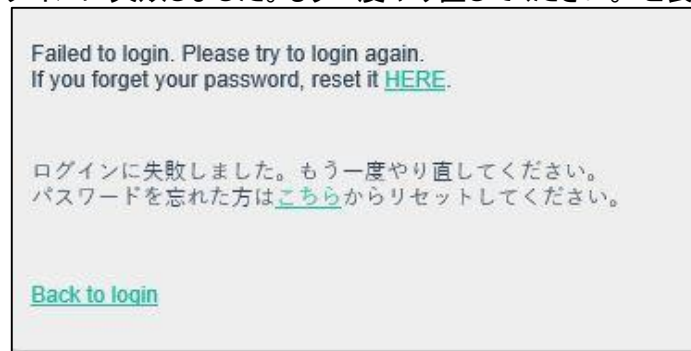 Failed to login. Please try to login again.
If you forget your password, reset it HERE.
ログインに失敗しました。もう一度やり直してください。
パスワードを忘れた方はこちらからリセットしてください。
Back to login